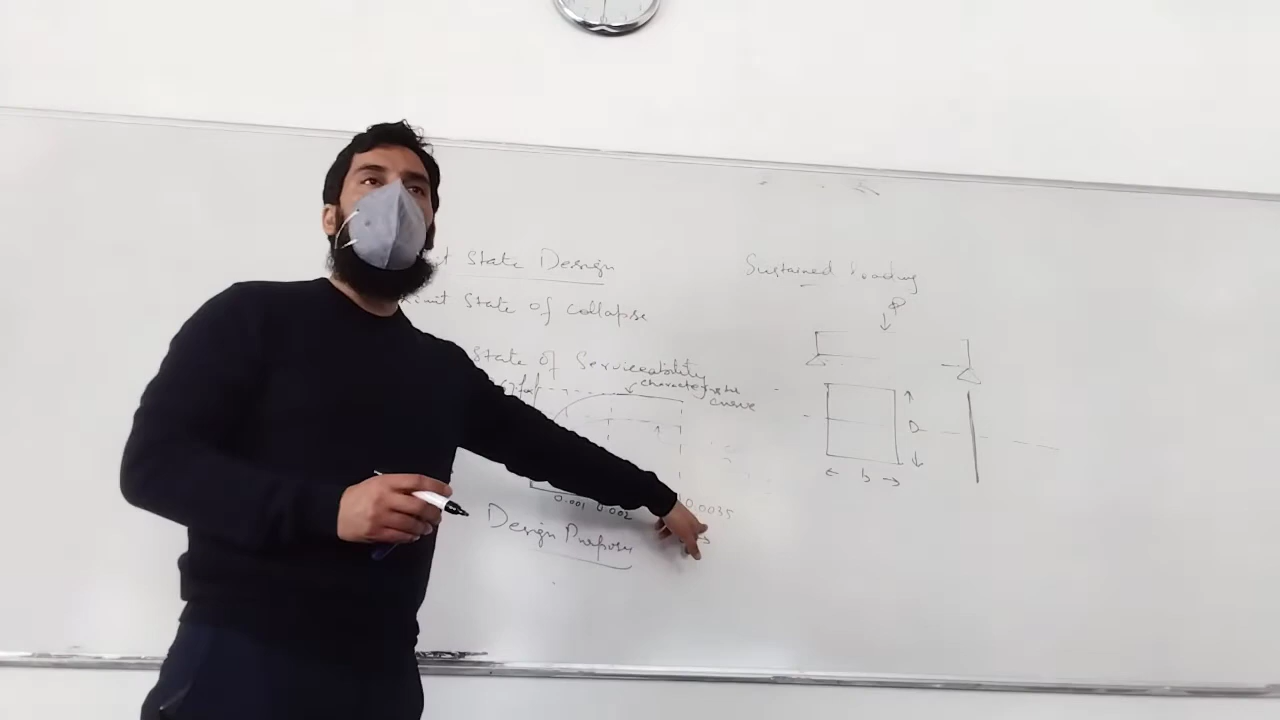 State Design
Limit State of Collapse
State of Serviceability
characteristic
curve
0.001 0.002 0.0035
Design Purpose
Sustained Loading
P
D
b